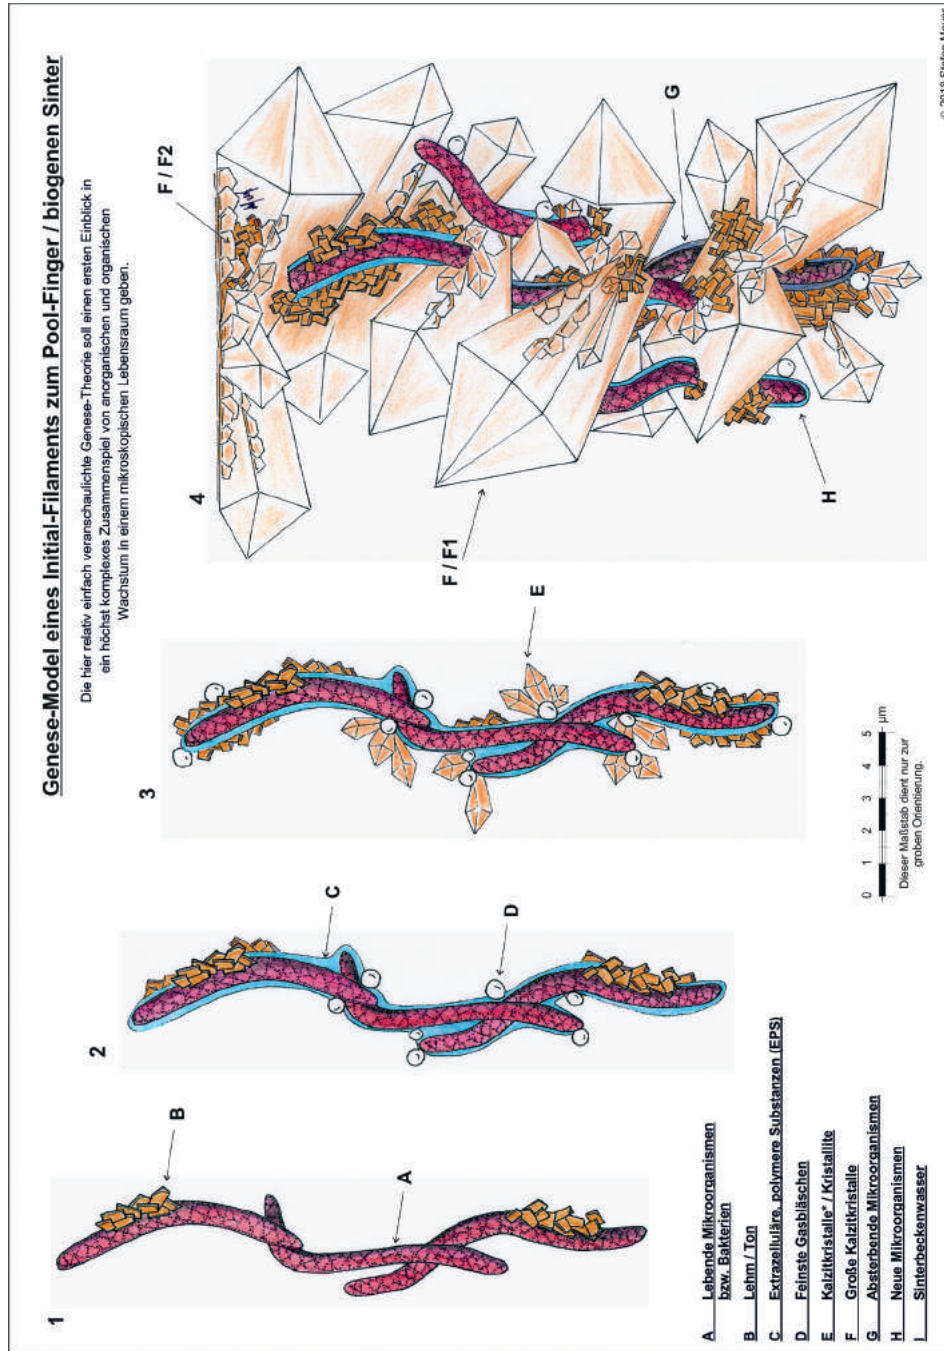 Genese-Model eines Initial-Filaments zum Pool-Finger / biogenen Sinter
Die hier relativ einfach veranschaulichte Genese-Theorie soll einen ersten Einblick in
ein höchst komplexes Zusammenspiel von anorganischen und organischen
Wachstum in einem mikroskopischen Lebensraum geben.
1
B
A
2
C
D
3
E
4
F / F2
G
F / F1
H
A Lebende Mikroorganismen
bzw. Bakterien
B Lehm / Ton
C Extrazelluläre, polymere Substanzen (EPS)
D Feinste Gasbläschen
E Kalzitkristalle* / Kristallite
F Große Kalzitkristalle
G Absterbende Mikroorganismen
H Neue Mikroorganismen
I Sinterbeckenwasser
0 1 2 3 4 5 µm
Dieser Maßstab dient nur zur
groben Orientierung.
© 2018 Stefan Meyer